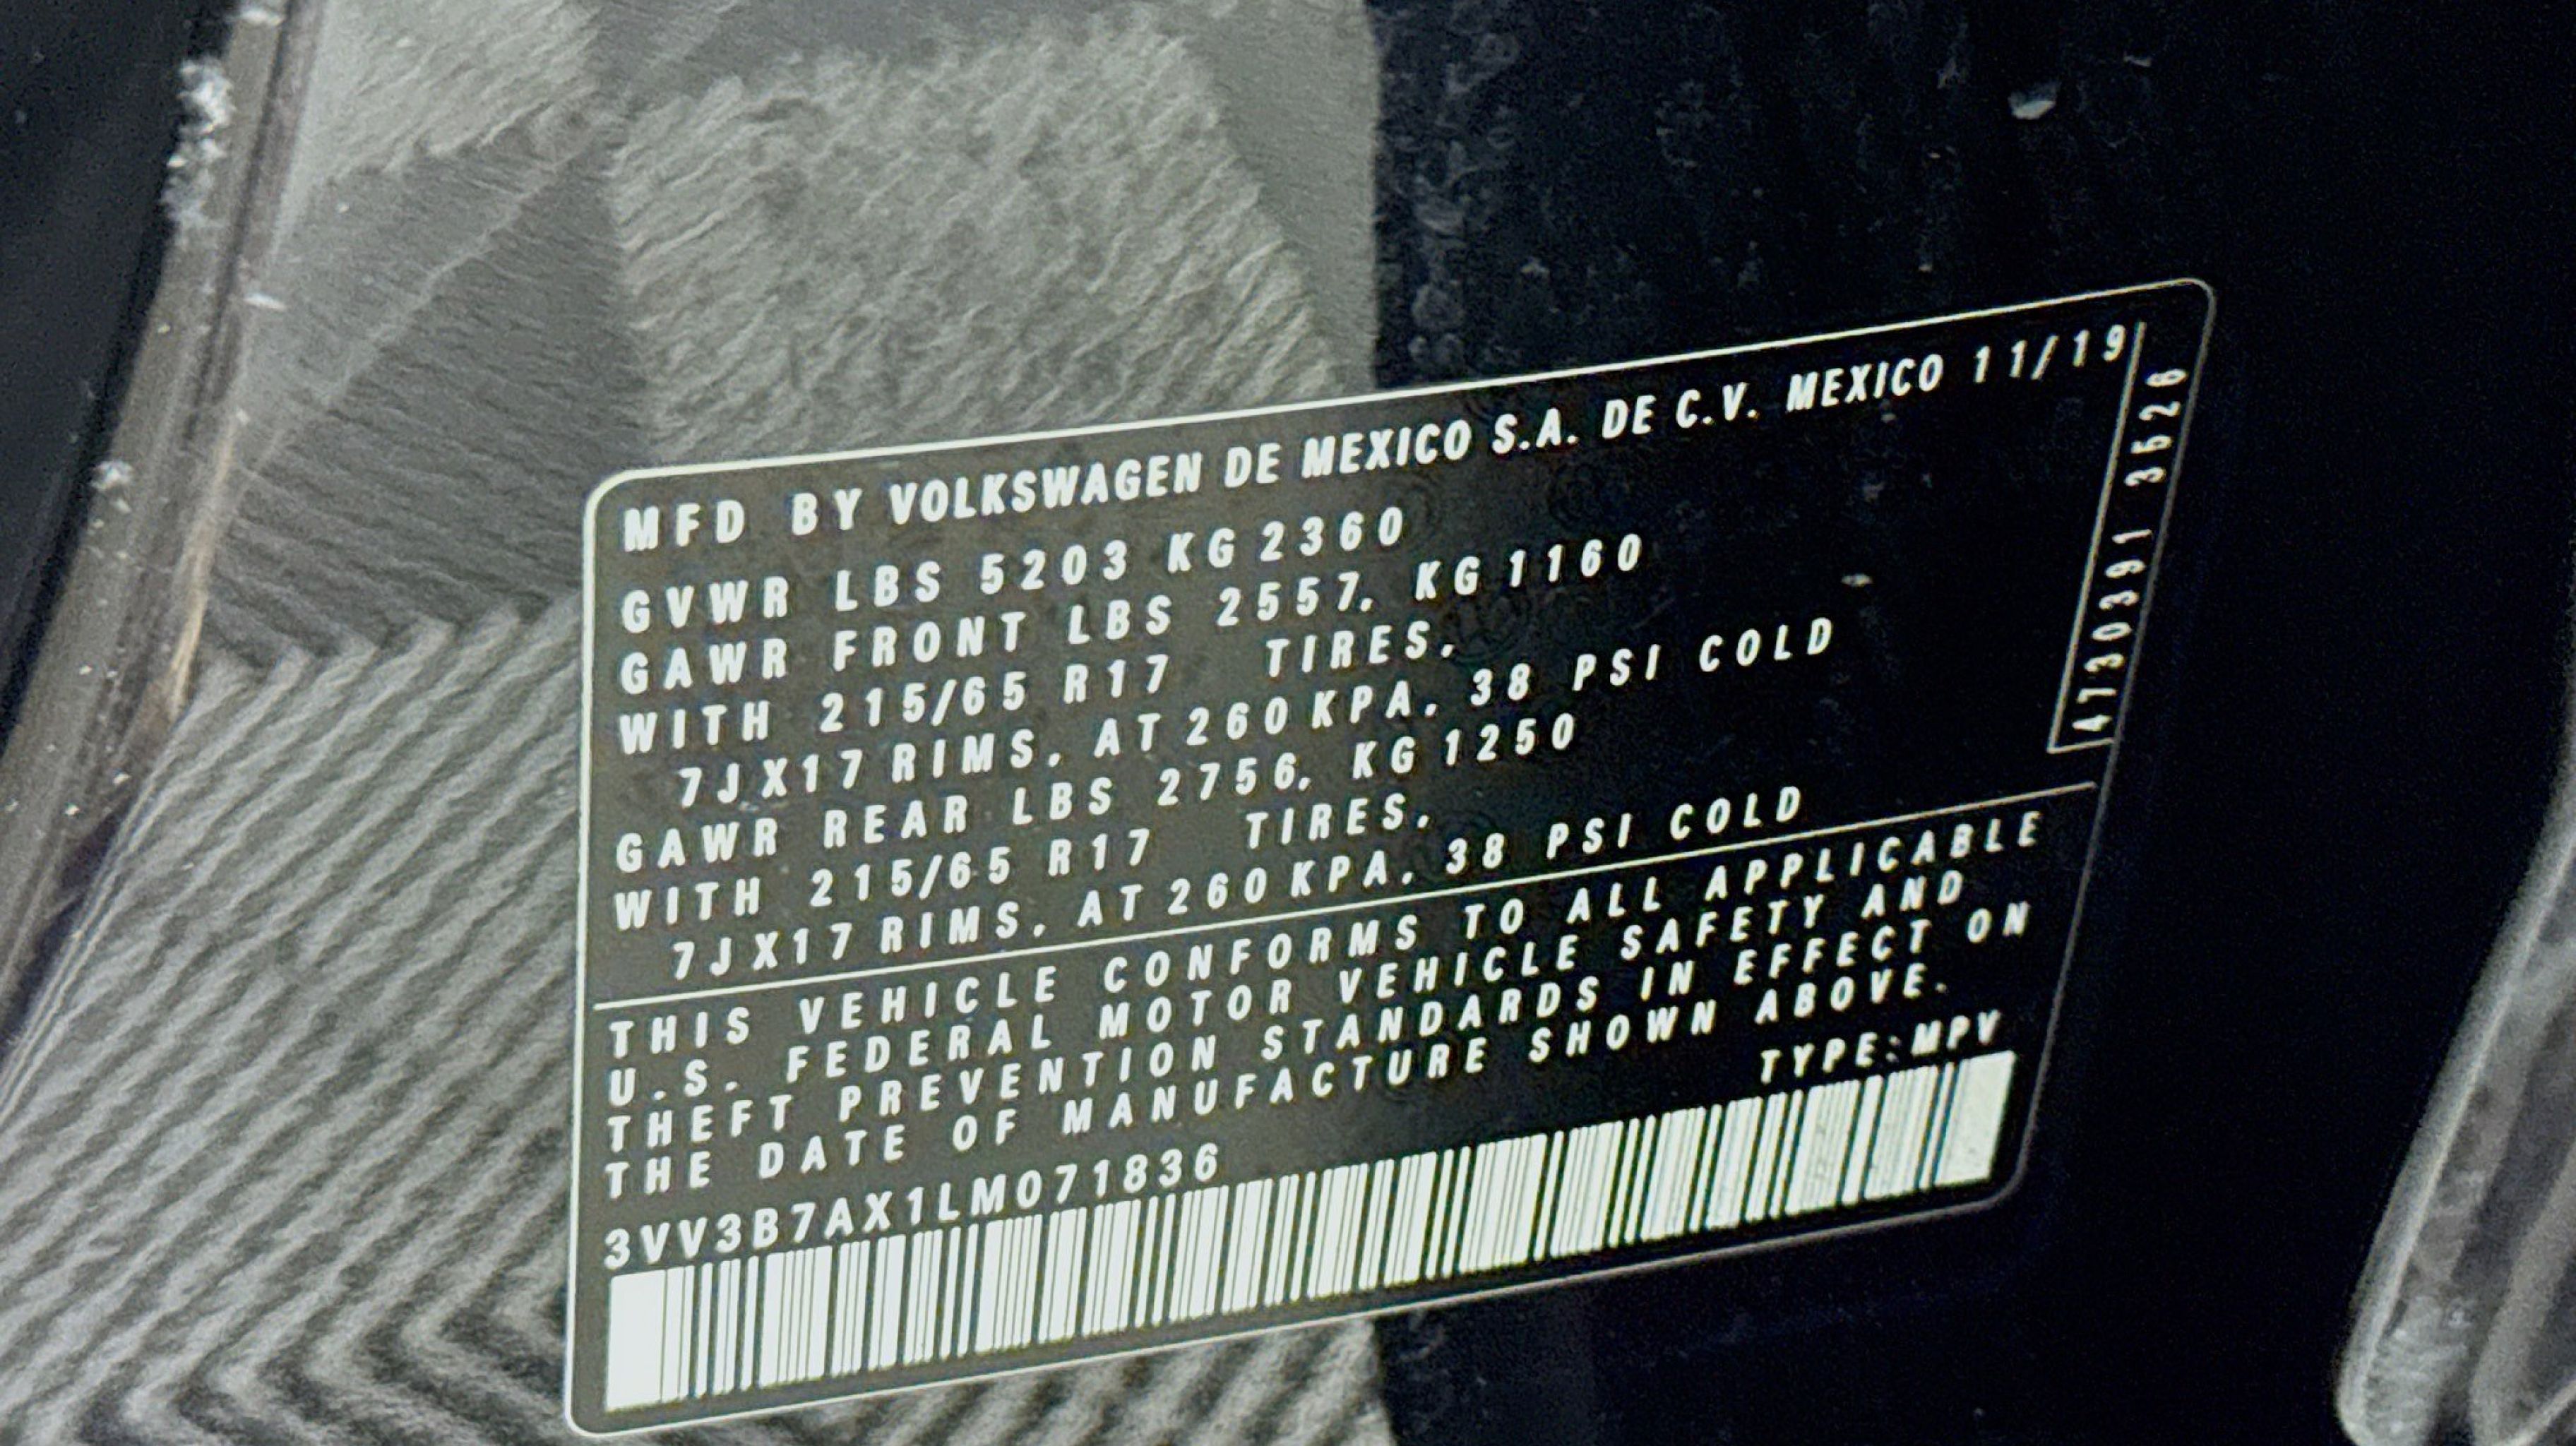 MFD BY VOLKSWAGEN DE MEXICO S.A. DE C.V. MEXICO 11/19
GVWR LBS 5203 KG 2360
GAWR FRONT LBS 2557, KG 1160
WITH 215/65 R17 TIRES,
7JX17 RIMS, AT 260 KPA, 38 PSI COLD
GAWR REAR LBS 2756, KG 1250
WITH 215/65 R17 TIRES,
7JX17 RIMS, AT 260 KPA, 38 PSI COLD
4730391 3526
THIS VEHICLE CONFORMS TO ALL APPLICABLE
U.S. FEDERAL MOTOR VEHICLE SAFETY AND
THEFT PREVENTION STANDARDS IN EFFECT ON
THE DATE OF MANUFACTURE SHOWN ABOVE.
TYPE:MPV
3VV3B7AX1LM071836